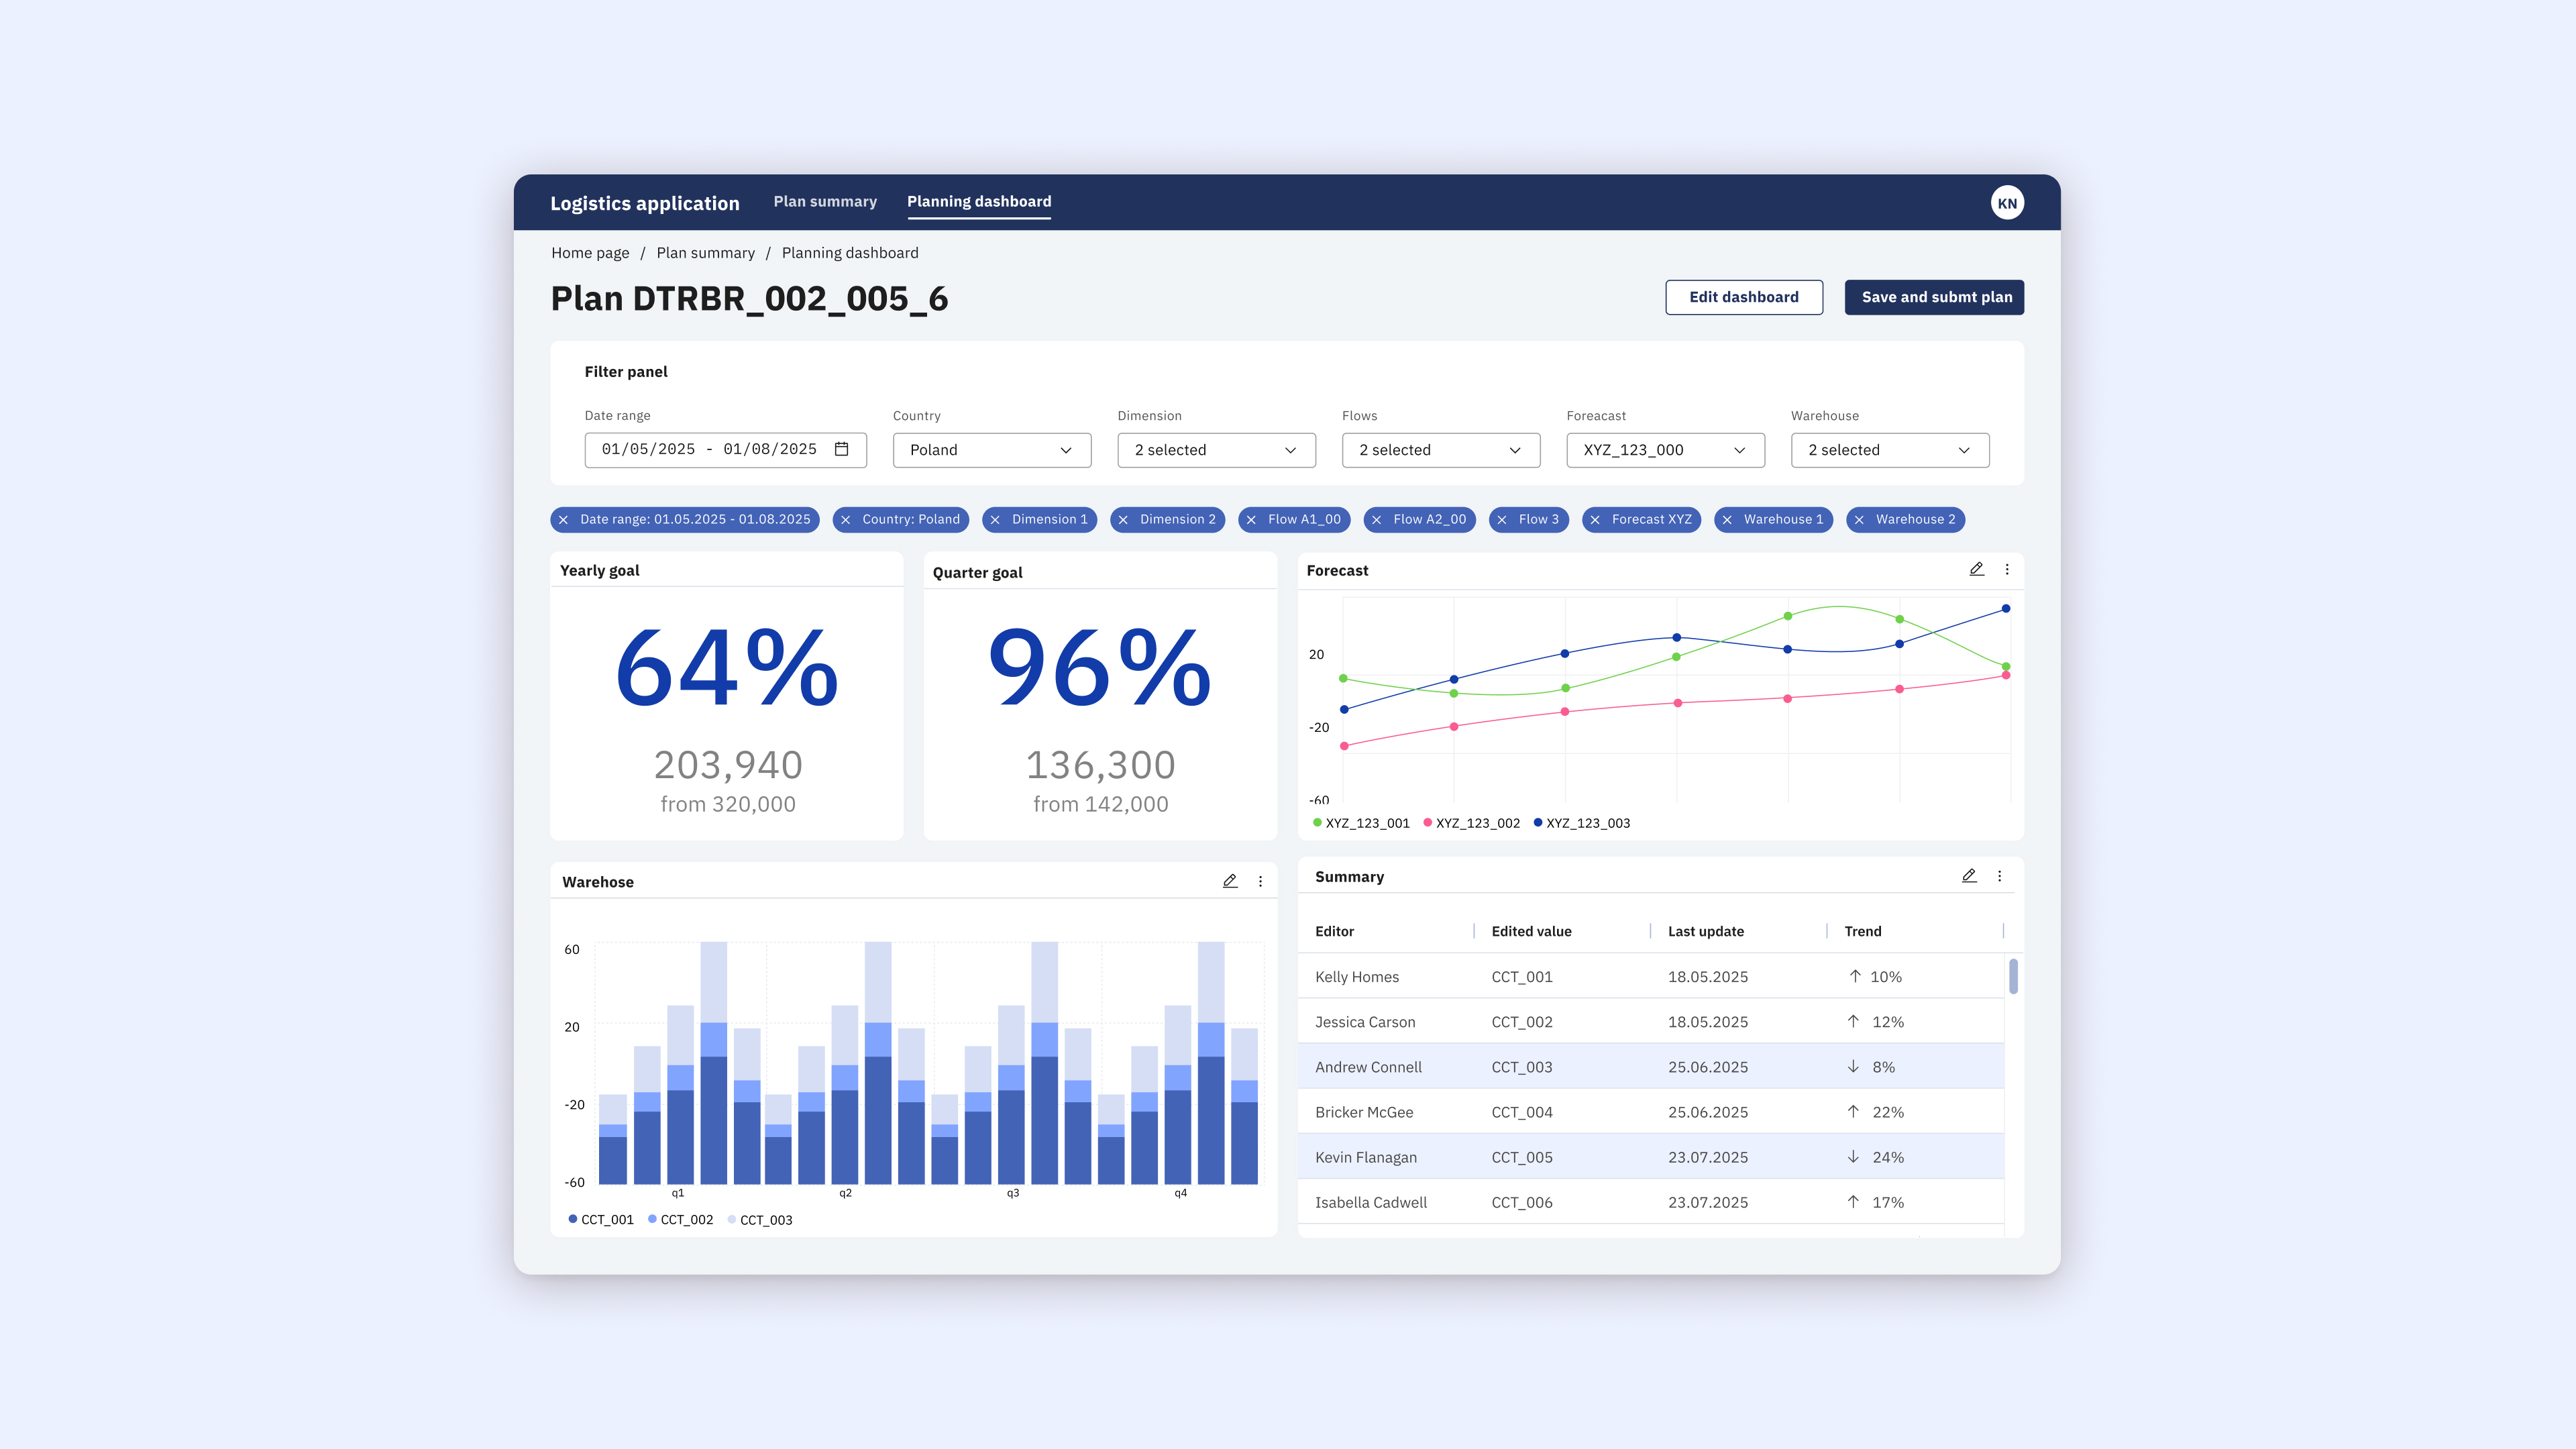 Logistics application Plan summary Planning dashboard KN
Home page / Plan summary / Planning dashboard
Plan DTRBR_002_005_6 Edit dashboard Save and submt plan
Filter panel
Date range Country Dimension Flows Foreacast Warehouse
01/05/2025 - 01/08/2025 Poland 2 selected 2 selected XYZ_123_000 2 selected
Date range: 01.05.2025 - 01.08.2025 Country: Poland Dimension 1 Dimension 2 Flow A1_00 Flow A2_00 Flow 3 Forecast XYZ Warehouse 1 Warehouse 2
Yearly goal
64%
203,940
from 320,000
Quarter goal
96%
136,300
from 142,000
Forecast
20
-20
-60
XYZ_123_001 XYZ_123_002 XYZ_123_003
Warehose
60
20
-20
-60
q1 q2 q3 q4
CCT_001 CCT_002 CCT_003
Summary
Editor Edited value Last update Trend
Kelly Homes CCT_001 18.05.2025 ↑ 10%
Jessica Carson CCT_002 18.05.2025 ↑ 12%
Andrew Connell CCT_003 25.06.2025 ↓ 8%
Bricker McGee CCT_004 25.06.2025 ↑ 22%
Kevin Flanagan CCT_005 23.07.2025 ↓ 24%
Isabella Cadwell CCT_006 23.07.2025 ↑ 17%